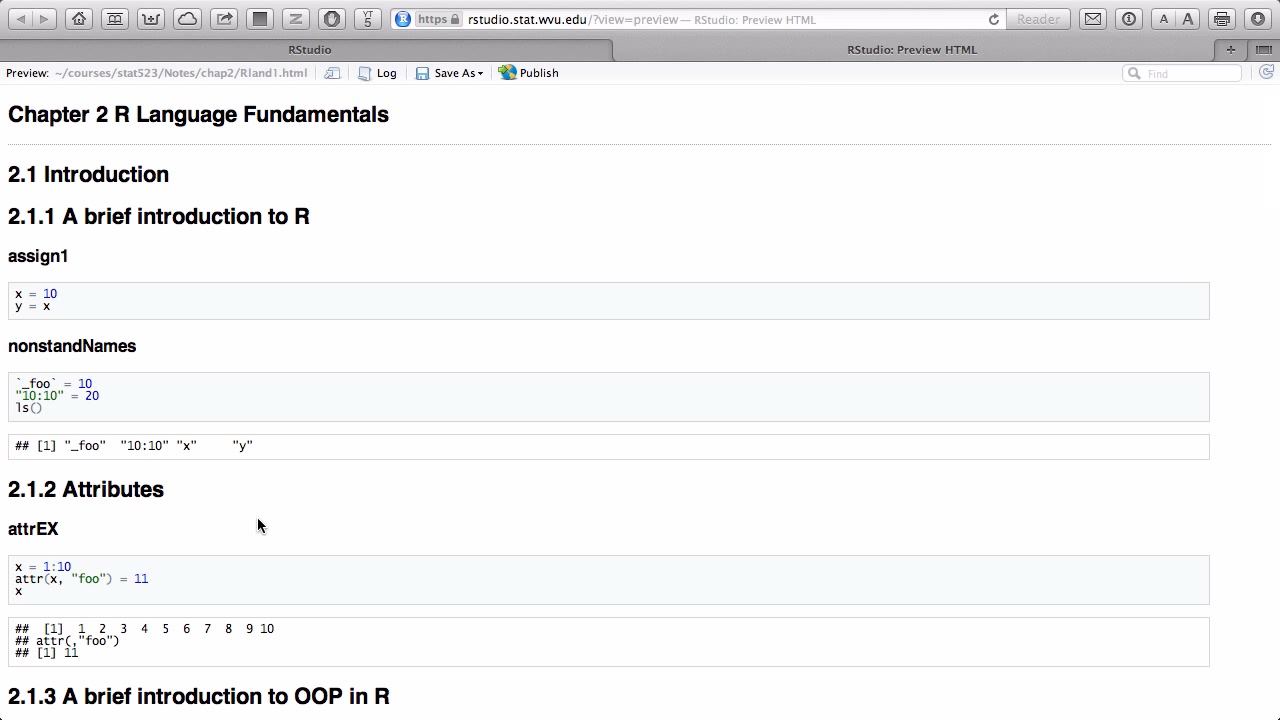 YT 5
R https rstudio.stat.wvu.edu/?view=preview — RStudio: Preview HTML
Reader
A A
RStudio
RStudio: Preview HTML
Preview: ~/courses/stat523/Notes/chap2/Rland1.html Log Save As Publish Find
Chapter 2 R Language Fundamentals
2.1 Introduction
2.1.1 A brief introduction to R
assign1
x = 10
y = x
nonstandNames
`_foo` = 10
"10:10" = 20
ls()
## [1] "_foo"  "10:10" "x"     "y"
2.1.2 Attributes
attrEX
x = 1:10
attr(x, "foo") = 11
x
##  [1]  1  2  3  4  5  6  7  8  9 10
## attr(,"foo")
## [1] 11
2.1.3 A brief introduction to OOP in R